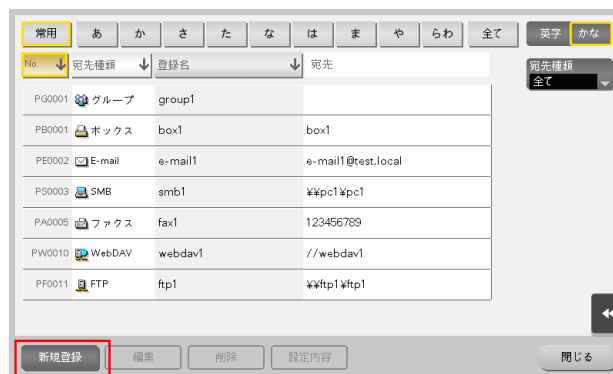 常用 あ か さ た な は ま や らわ 全て 英字 かな
No. 宛先種類 登録名 宛先 宛先種類
全て
PG0001 グループ group1
PB0001 ボックス box1 box1
PE0002 E-mail e-mail1 e-mail1@test.local
PS0003 SMB smb1 ¥¥pc1¥pc1
PA0005 ファクス fax1 123456789
PW0010 WebDAV webdav1 //webdav1
PF0011 FTP ftp1 ¥¥ftp1¥ftp1
新規登録 編集 削除 設定内容 閉じる